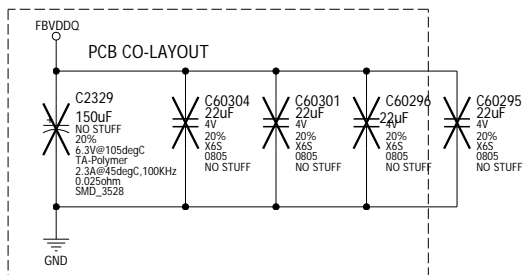 FBVDDQ
PCB CO-LAYOUT
C2329
150uF
NO STUFF
20%
6.3V@105degC
TA-Polymer
2.3A@45degC,100KHz
0.025ohm
SMD_3528
+
C60304
22uF
4V
20%
X6S
0805
NO STUFF
C60301
22uF
4V
20%
X6S
0805
NO STUFF
C60296
22uF
4V
20%
X6S
0805
NO STUFF
C60295
22uF
4V
20%
X6S
0805
NO STUFF
GND